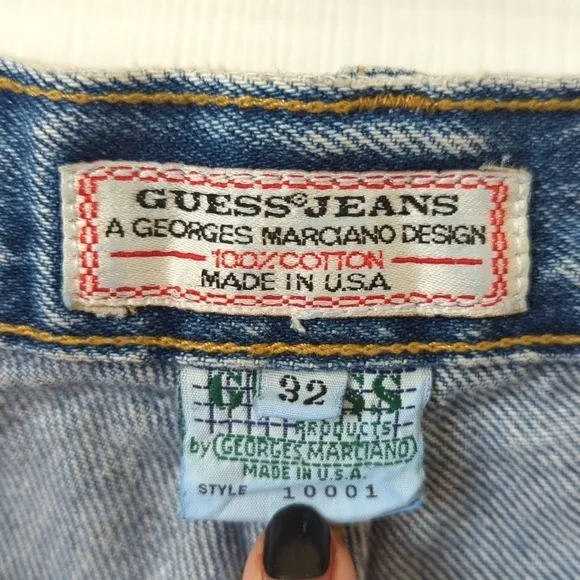 GUESS® JEANS
A GEORGES MARCIANO DESIGN
100% COTTON
MADE IN U.S.A.
32
PRODUCTS
by GEORGES MARCIANO
MADE IN U.S.A.
STYLE 10001